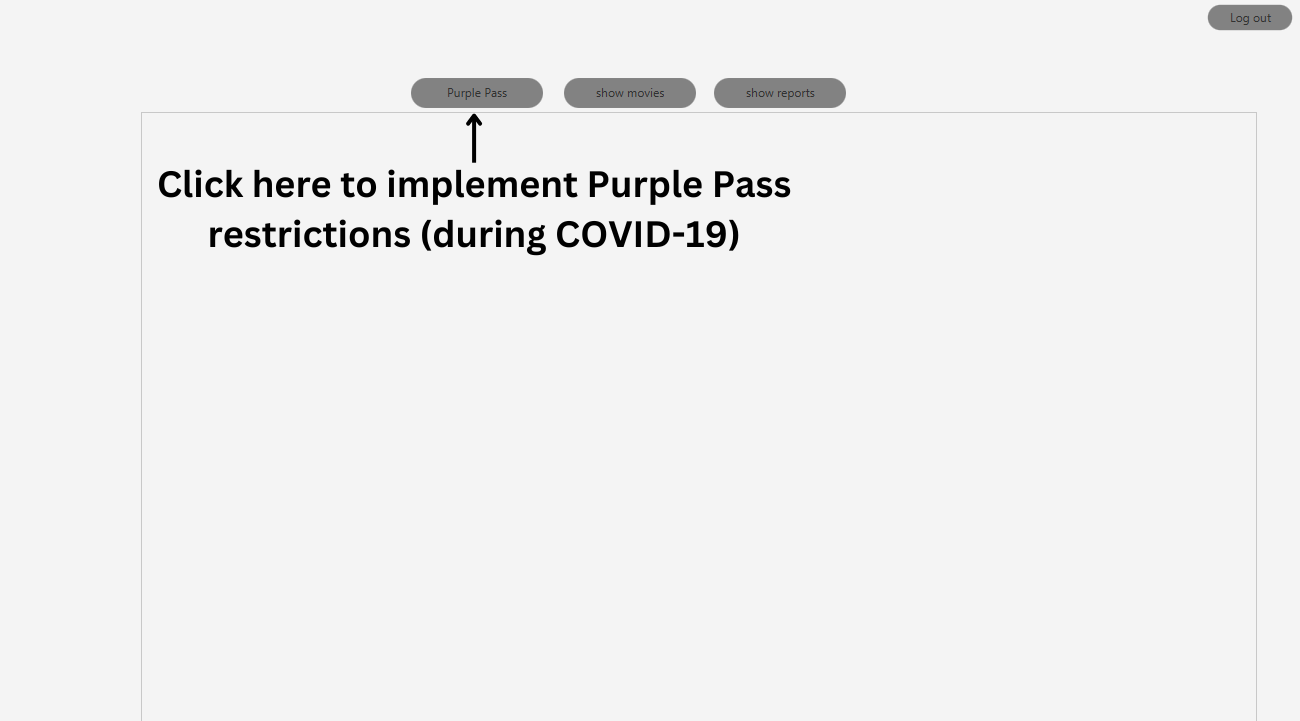 Log out
Purple Pass
show movies
show reports
Click here to implement Purple Pass
restrictions (during COVID-19)